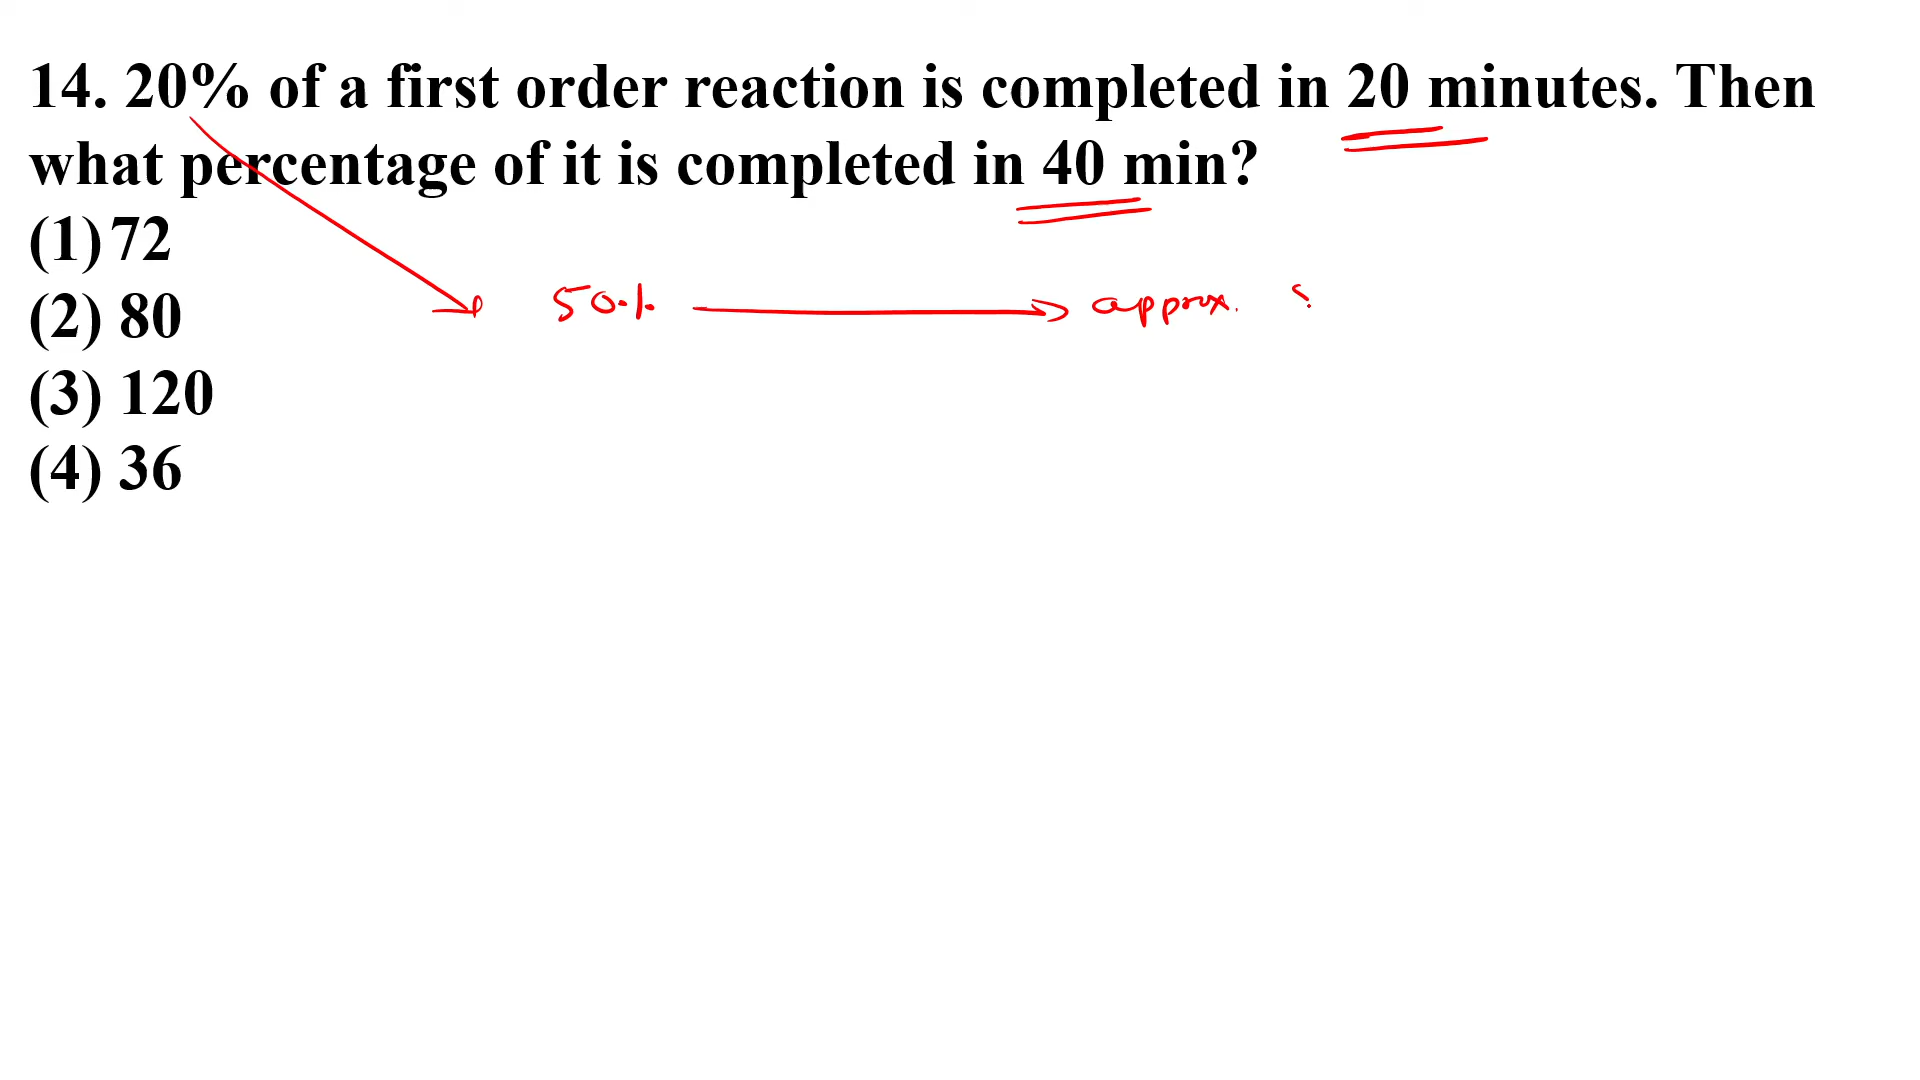 14. 20% of a first order reaction is completed in 20 minutes. Then
what percentage of it is completed in 40 min?
(1) 72
(2) 80
(3) 120
(4) 36
50% approx. ?